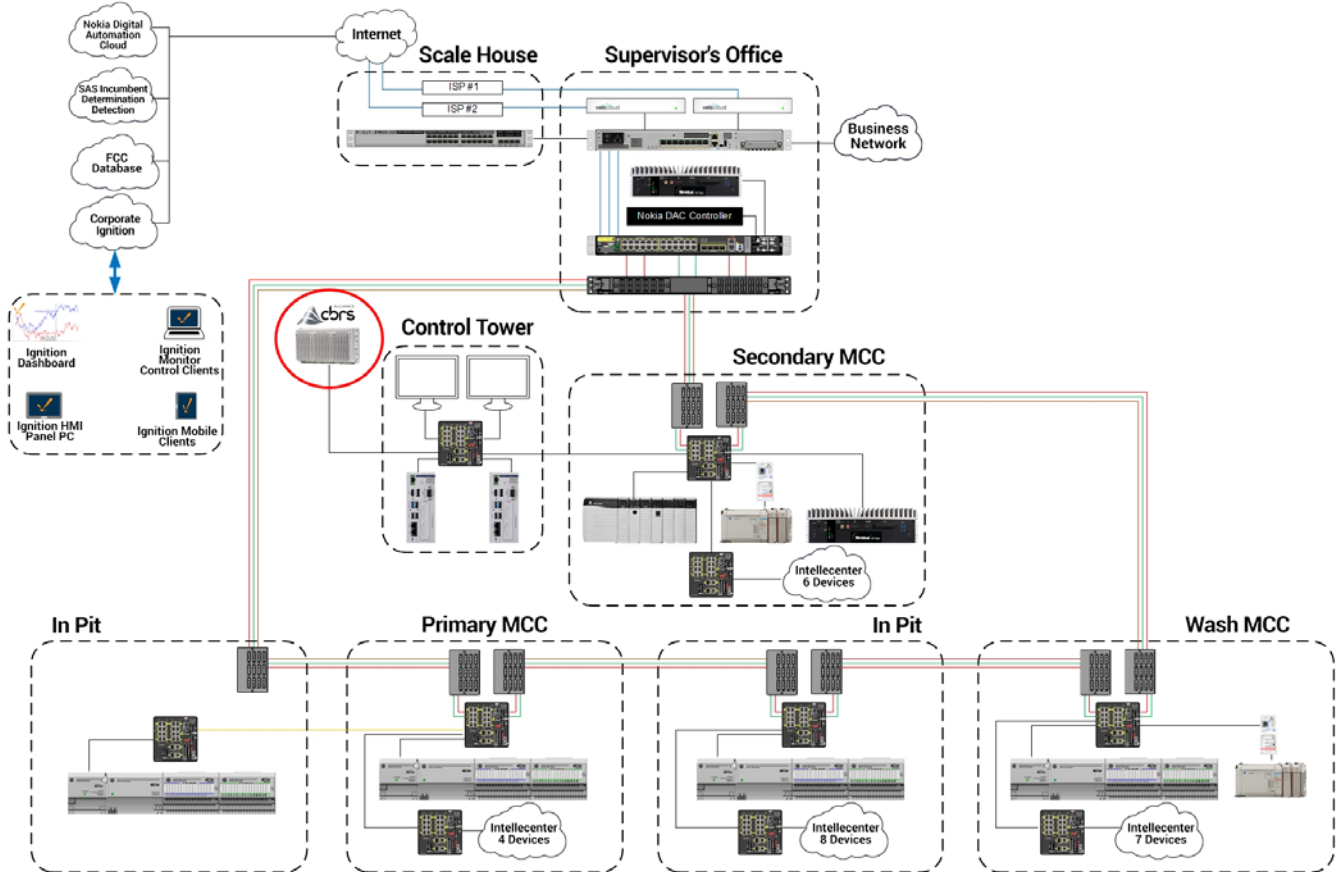 Nokia Digital
Automation
Cloud
SAS Incumbent
Determination
Detection
FCC
Database
Corporate
Ignition
Internet
Scale House
ISP #1
ISP #2
Supervisor's Office
Business
Network
Nokia DAC Controller
Ignition
Dashboard
Ignition
Monitor
Control Clients
Ignition HMI
Panel PC
Ignition Mobile
Clients
ALLIANCE
cbrs
Control Tower
Secondary MCC
Intellecenter
6 Devices
In Pit
Primary MCC
Intellecenter
4 Devices
In Pit
Intellecenter
8 Devices
Wash MCC
Intellecenter
7 Devices